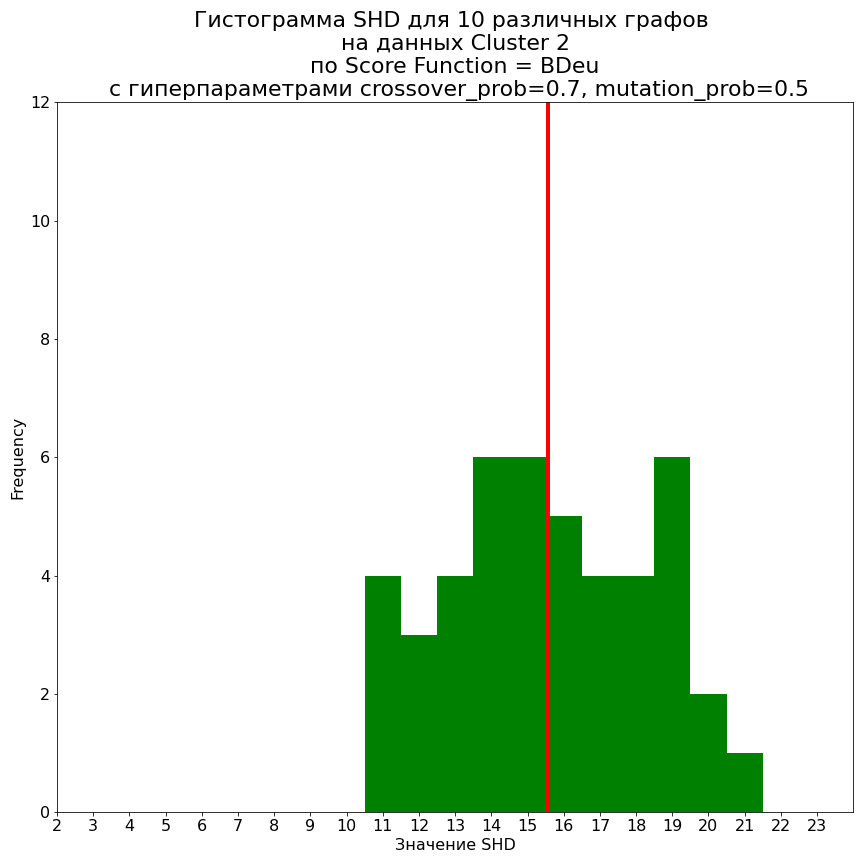 Гистограмма SHD для 10 различных графов
на данных Cluster 2
по Score Function = BDeu
с гиперпараметрами crossover_prob=0.7, mutation_prob=0.5
12
10
8
6
4
2
0
Frequency
2 3 4 5 6 7 8 9 10 11 12 13 14 15 16 17 18 19 20 21 22 23
Значение SHD